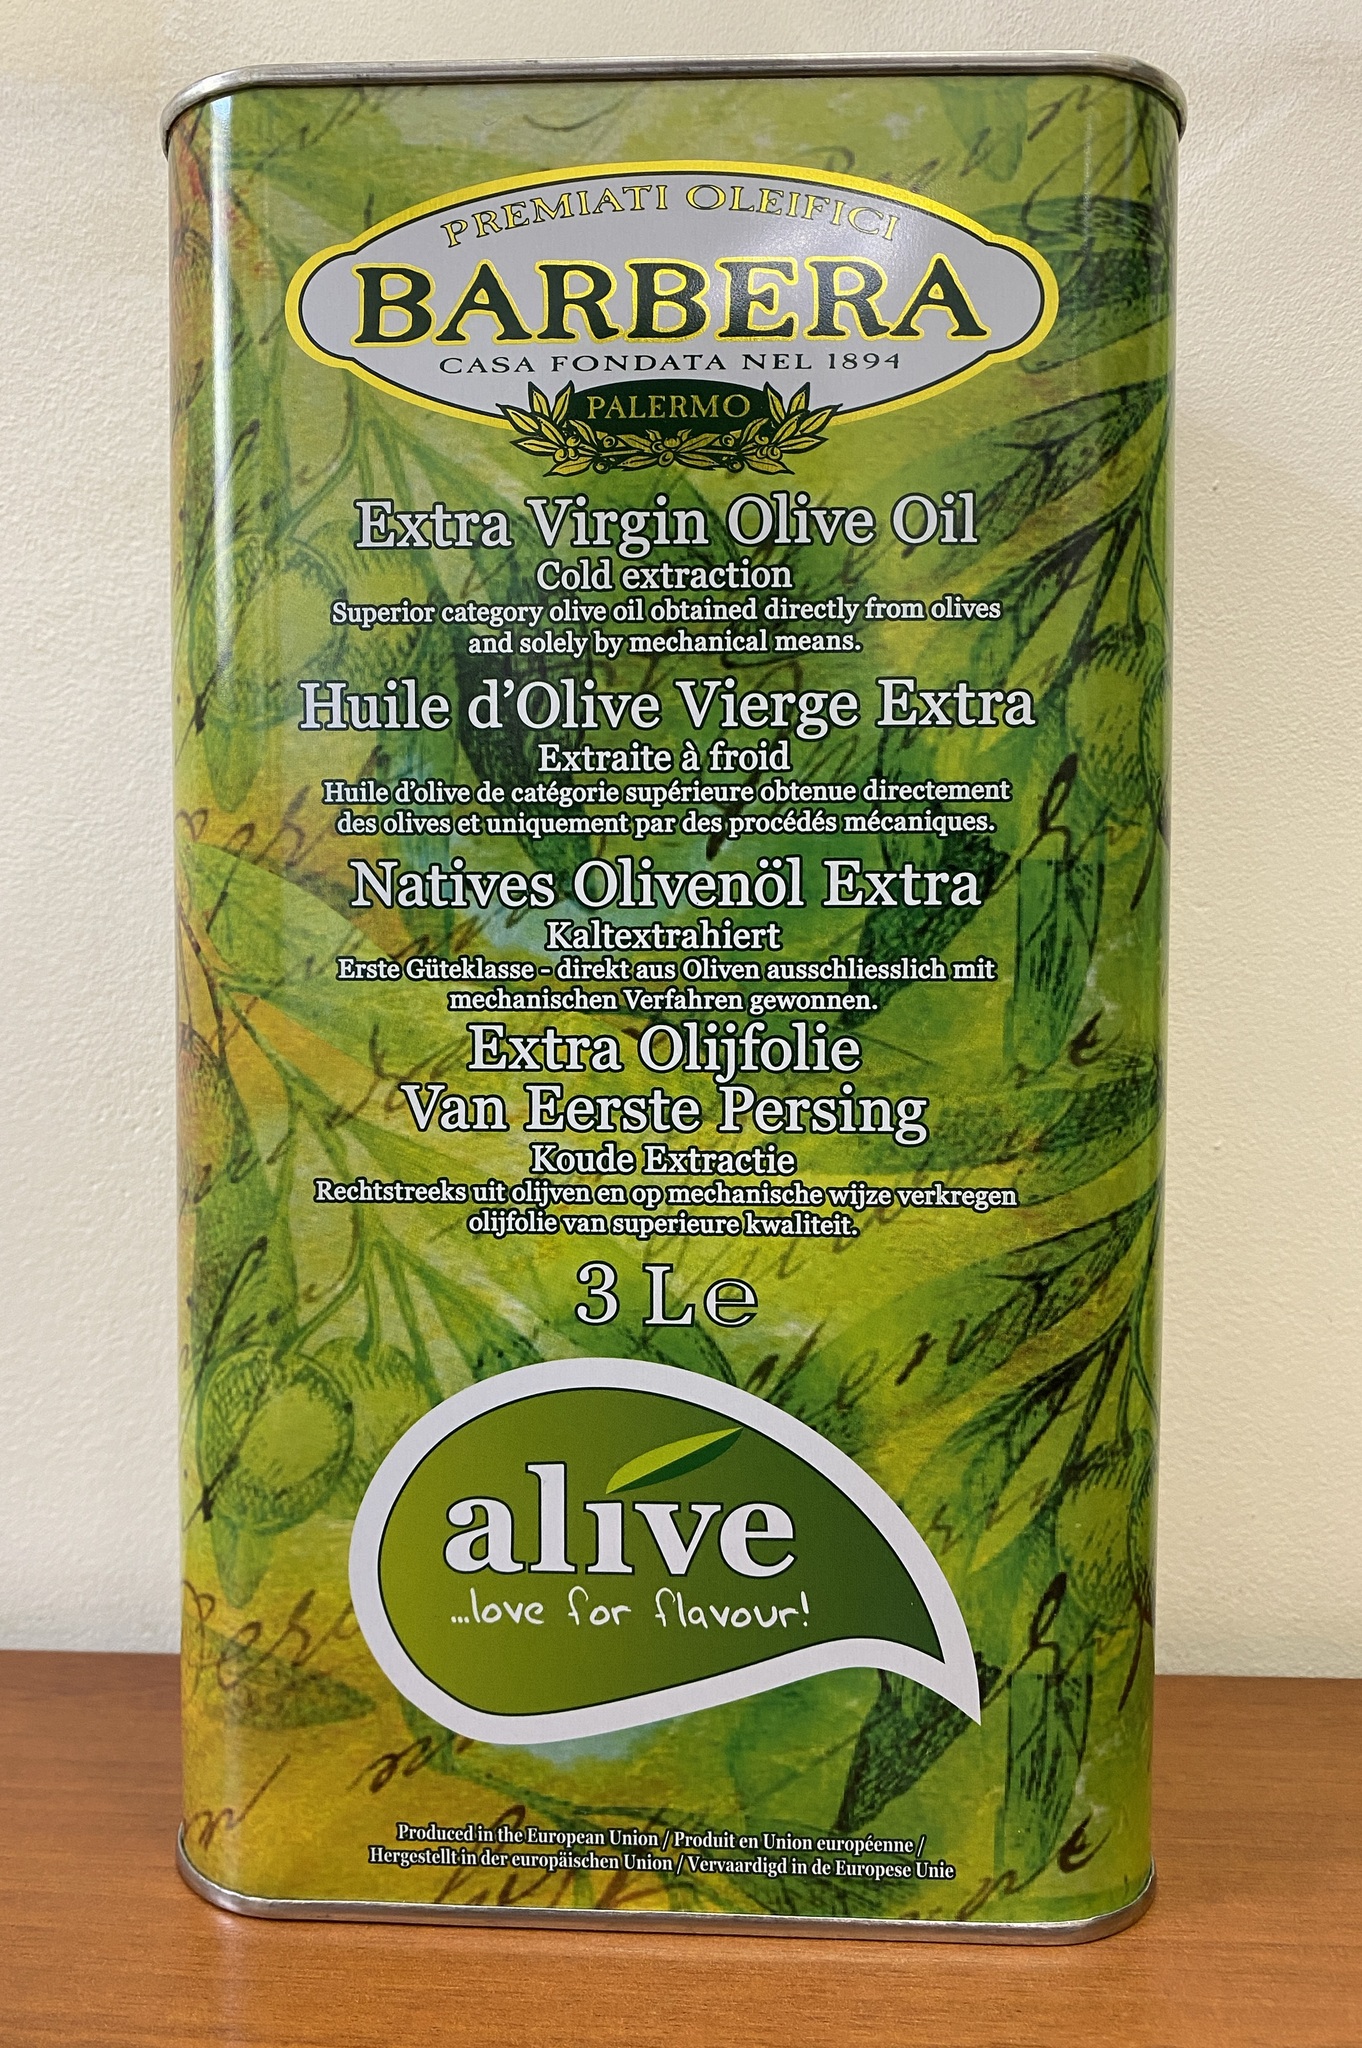 PREMIATI OLEIFICI
BARBERA
CASA FONDATA NEL 1894
PALERMO
Extra Virgin Olive Oil
Cold extraction
Superior category olive oil obtained directly from olives
and solely by mechanical means.
Huile d'Olive Vierge Extra
Extraite à froid
Huile d'olive de catégorie supérieure obtenue directement
des olives et uniquement par des procédés mécaniques.
Natives Olivenöl Extra
Kaltextrahiert
Erste Güteklasse - direkt aus Oliven ausschliesslich mit
mechanischen Verfahren gewonnen.
Extra Olijfolie
Van Eerste Persing
Koude Extractie
Rechtstreeks uit olijven en op mechanische wijze verkregen
olijfolie van superieure kwaliteit.
3 L ℮
alive
...love for flavour!
Produced in the European Union / Produit en Union européenne /
Hergestellt in der europäischen Union / Vervaardigd in de Europese Unie